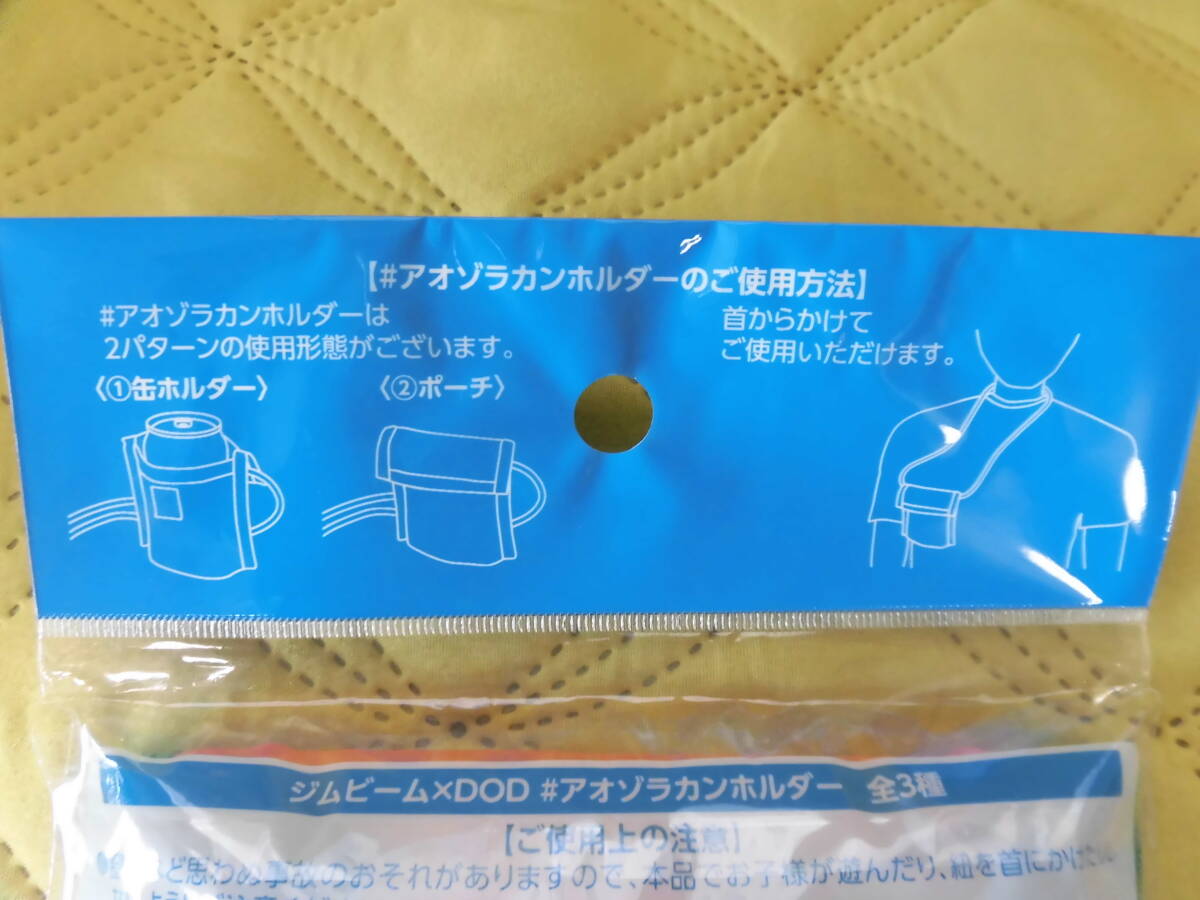 【#アオゾラカンホルダーのご使用方法】
#アオゾラカンホルダーは
2パターンの使用形態がございます。
〈①缶ホルダー〉
〈②ポーチ〉
首からかけて
ご使用いただけます。
ジムビーム×DOD #アオゾラカンホルダー 全3種
【ご使用上の注意】
ど思わぬ事故のおそれがありますので、本品でお子様が遊んだり、紐を首にかけ